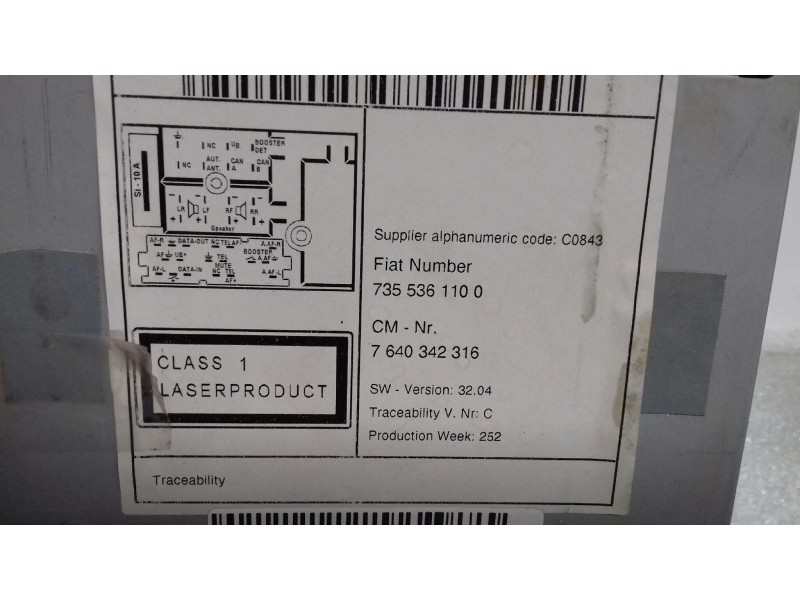 SI - 10 A
NC UB BOOSTER
DET
NC AUT. CAN CAN
ANT. A B
- - - -
LR LF RF RR
+ + + +
Speaker
AF-R DATA-OUT NC TEL AF- A.AF-R
AF UB+ TEL BOOSTER A.AF
MUTE
AF-L DATA-IN NC TEL A.AF-L
AF+
Supplier alphanumeric code: C0843
Fiat Number
735 536 110 0
CM - Nr.
7 640 342 316
CLASS 1
LASERPRODUCT
SW - Version: 32.04
Traceability V. Nr: C
Production Week: 252
Traceability